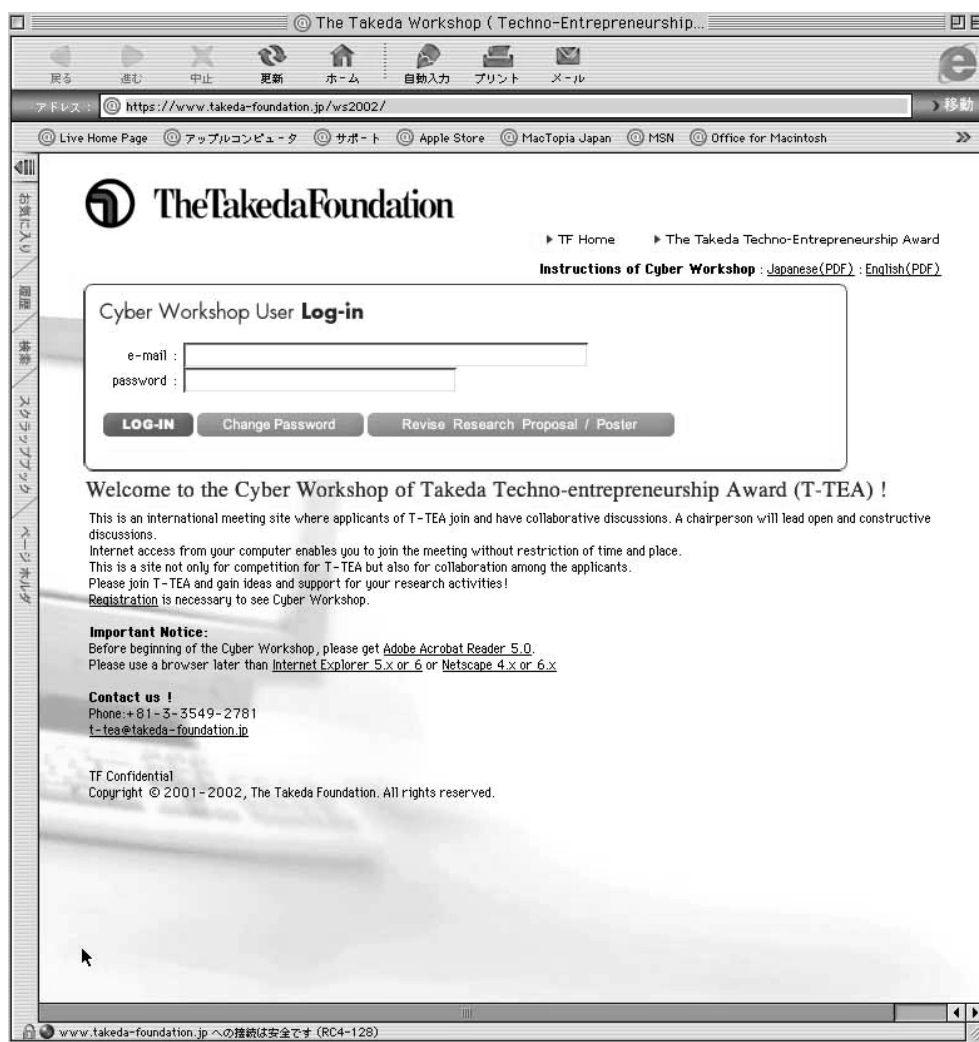 The Takeda Workshop ( Techno-Entrepreneurship...
戻る 進む 中止 更新 ホーム 自動入力 プリント メール
アドレス : https://www.takeda-foundation.jp/ws2002/ 移動
Live Home Page アップルコンピュータ サポート Apple Store MacTopia Japan MSN Office for Macintosh
お気に入り
履歴
検索
スクラップブック
ページ ホルダ
TheTakedaFoundation
TF Home The Takeda Techno-Entrepreneurship Award
Instructions of Cyber Workshop : Japanese(PDF) : English(PDF)
Cyber Workshop User Log-in
e-mail :
password :
LOG-IN Change Password Revise Research Proposal / Poster
Welcome to the Cyber Workshop of Takeda Techno-entrepreneurship Award (T-TEA) !
This is an international meeting site where applicants of T-TEA join and have collaborative discussions. A chairperson will lead open and constructive
discussions.
Internet access from your computer enables you to join the meeting without restriction of time and place.
This is a site not only for competition for T-TEA but also for collaboration among the applicants.
Please join T-TEA and gain ideas and support for your research activities!
Registration is necessary to see Cyber Workshop.
Important Notice:
Before beginning of the Cyber Workshop, please get Adobe Acrobat Reader 5.0.
Please use a browser later than Internet Explorer 5.x or 6 or Netscape 4.x or 6.x
Contact us !
Phone:+81-3-3549-2781
t-tea@takeda-foundation.jp
TF Confidential
Copyright © 2001-2002, The Takeda Foundation. All rights reserved.
www.takeda-foundation.jp への接続は安全です (RC4-128)